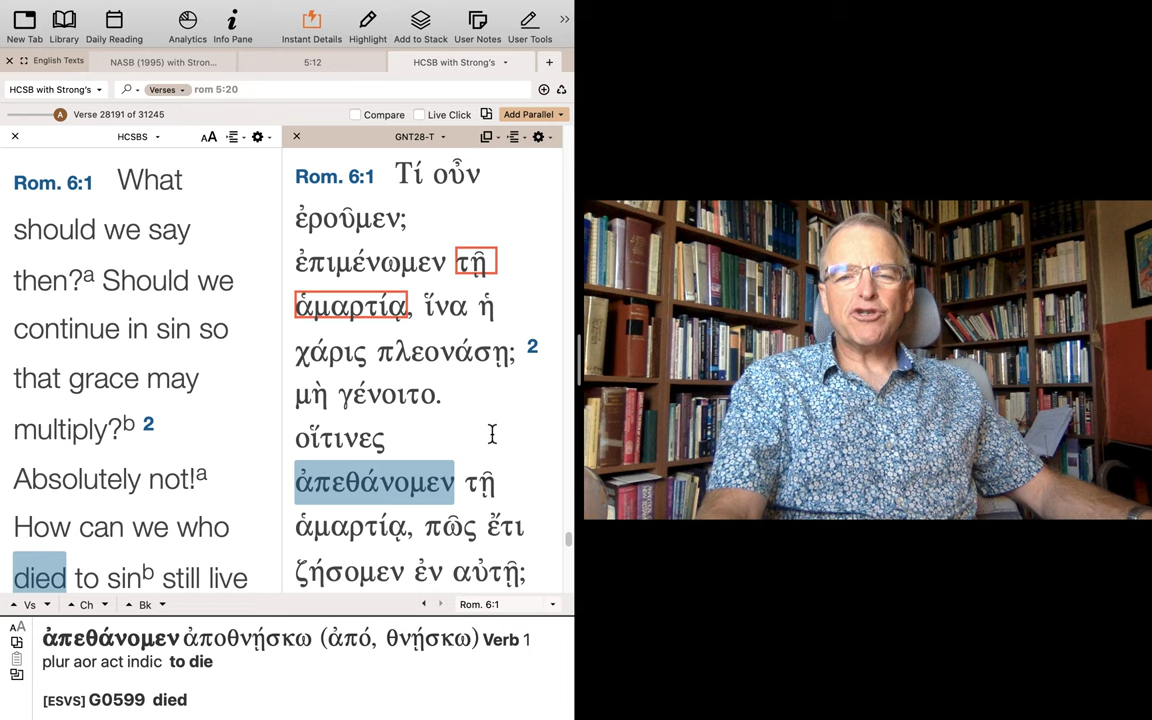 New Tab Library Daily Reading Analytics Info Pane Instant Details Highlight Add to Stack User Notes User Tools »
English Texts NASB (1995) with Stron... 5:12 HCSB with Strong's +
HCSB with Strong's Verses rom 5:20
A Verse 28191 of 31245 Compare Live Click Add Parallel
HCSBS AA
Rom. 6:1 What
should we say
then?a Should we
continue in sin so
that grace may
multiply?b 2
Absolutely not!a
How can we who
died to sinb still live
GNT28-T
Rom. 6:1 Τί οὖν
ἐροῦμεν;
ἐπιμένωμεν τῇ
ἁμαρτίᾳ, ἵνα ἡ
χάρις πλεονάσῃ; 2
μὴ γένοιτο.
οἵτινες
ἀπεθάνομεν τῇ
ἁμαρτίᾳ, πῶς ἔτι
ζήσομεν ἐν αὐτῇ;
Vs Ch Bk Rom. 6:1
ἀπεθάνομεν ἀποθνῄσκω (ἀπό, θνῄσκω) Verb 1
plur aor act indic to die
[ESVS] G0599 died